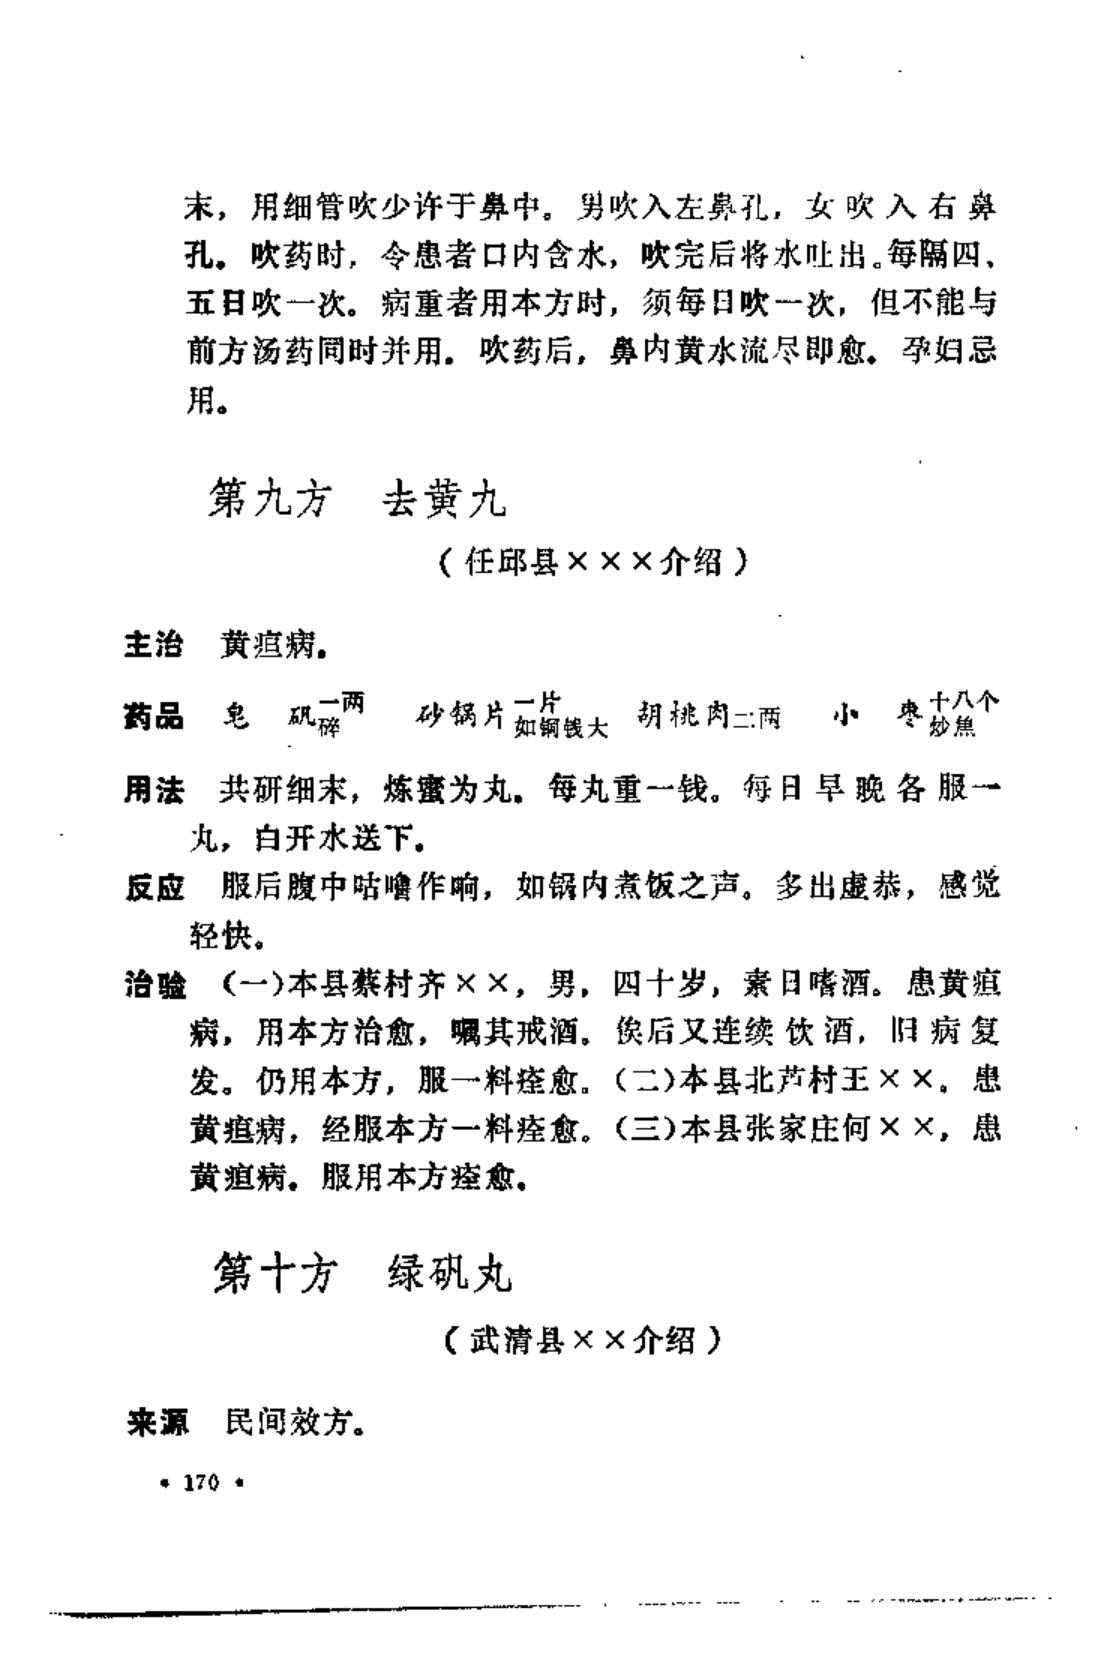 末，用细管吹少许于鼻中。男吹入左鼻孔，女吹入右鼻
孔。吹药时，令患者口内含水，吹完后将水吐出。每隔四、
五日吹一次。病重者用本方时，须每日吹一次，但不能与
前方汤药同时并用。吹药后，鼻内黄水流尽即愈。孕妇忌
用。
第九方 去黄九
（任邱县×××介绍）
主治 黄疸病。
药品 皂矾一两碎 砂锅片一片如铜钱大 胡桃肉二两 小枣十八个炒焦
用法 共研细末，炼蜜为丸。每丸重一钱。每日早晚各服一
丸，白开水送下。
反应 服后腹中咕噜作响，如锅内煮饭之声。多出虚恭，感觉
轻快。
治验 （一）本县蔡村齐××，男，四十岁，素日嗜酒。患黄疸
病，用本方治愈，嘱其戒酒。俟后又连续饮酒，旧病复
发。仍用本方，服一料痊愈。（二）本县北芦村王××。患
黄疸病，经服本方一料痊愈。（三）本县张家庄何××，患
黄疸病。服用本方痊愈。
第十方 绿矾丸
（武清县××介绍）
来源 民间效方。
• 170 •